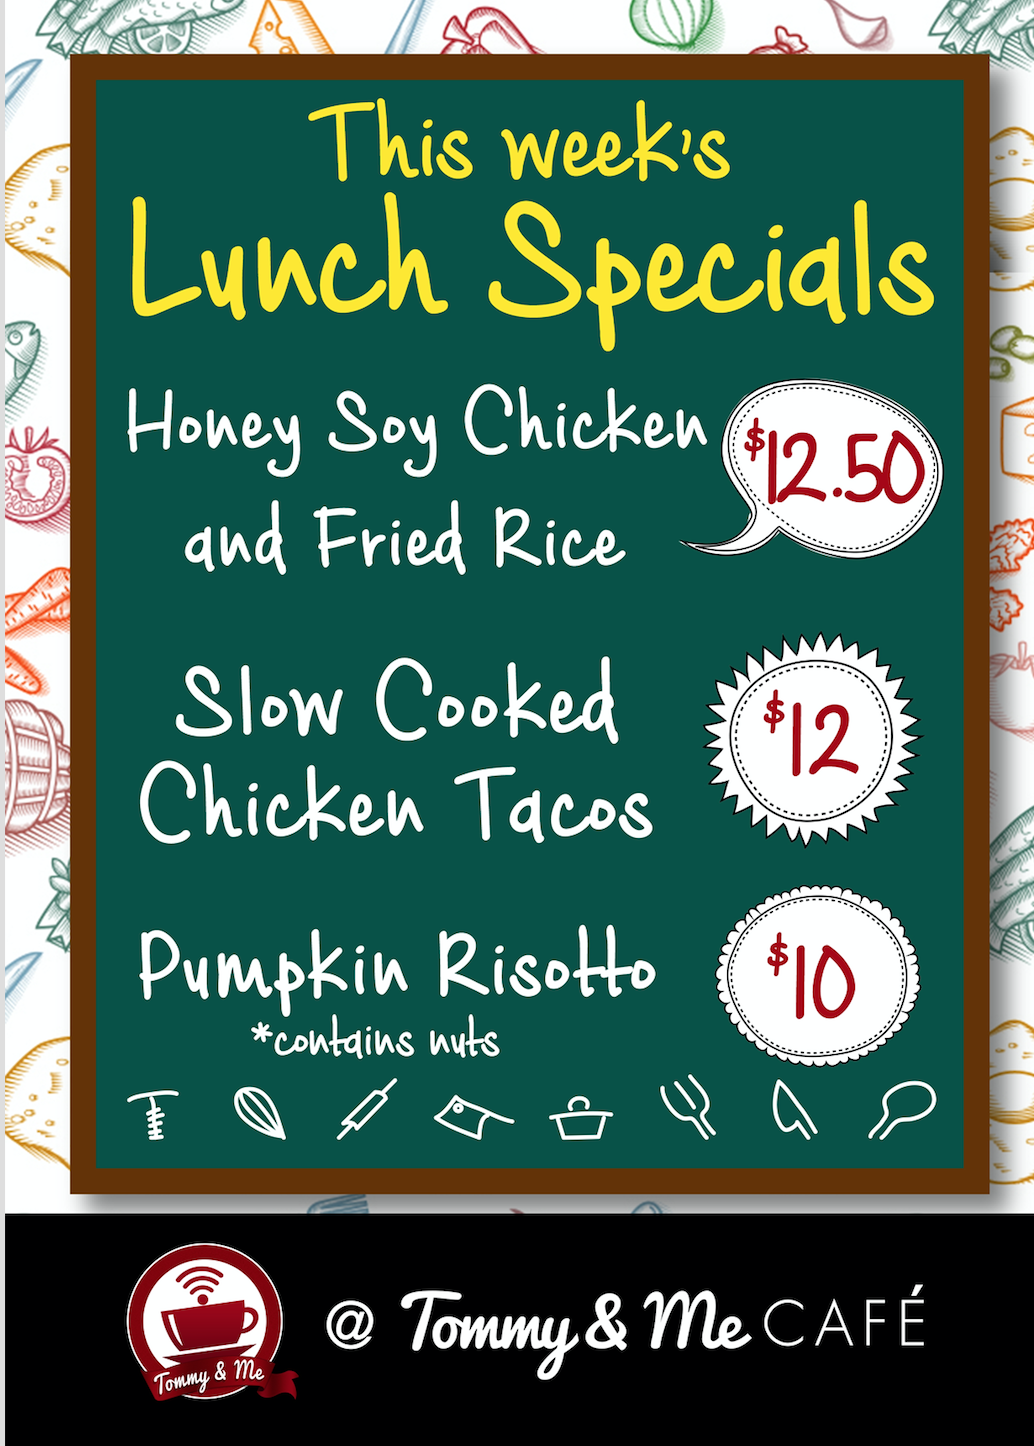 This week's
Lunch Specials
Honey Soy Chicken
and Fried Rice
$12.50
Slow Cooked
Chicken Tacos
$12
Pumpkin Risotto
*contains nuts
$10
Tommy & Me
@ Tommy & Me CAFÉ